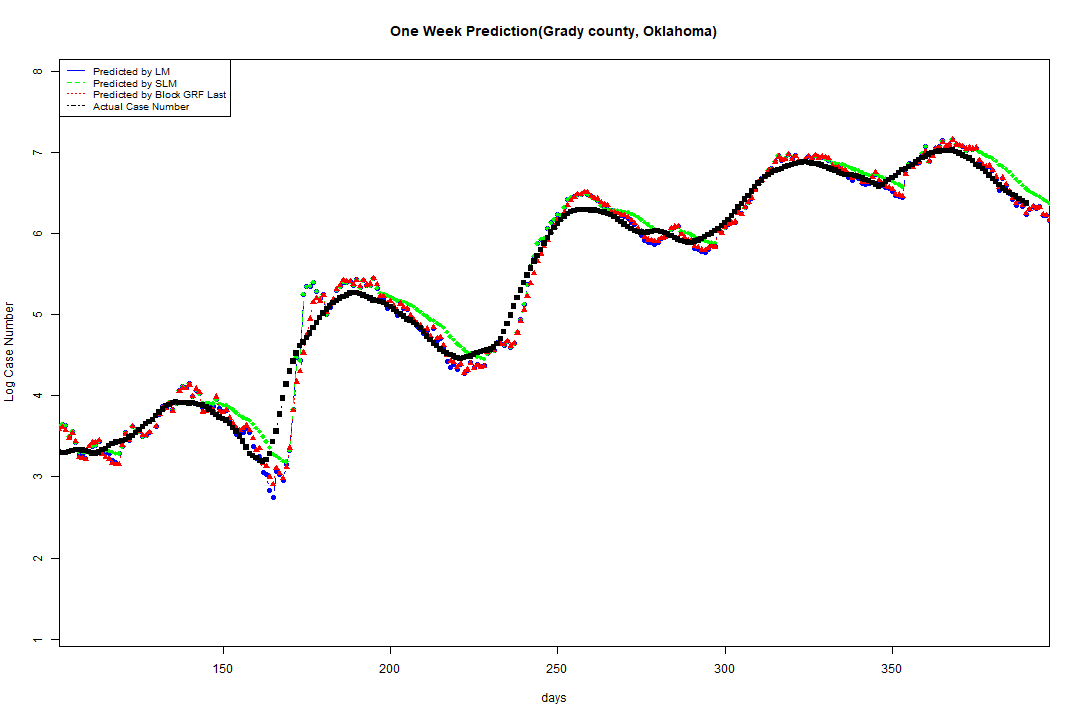 One Week Prediction(Grady county, Oklahoma)
Predicted by LM
Predicted by SLM
Predicted by Block GRF Last
Actual Case Number
8
7
6
5
4
3
2
1
Log Case Number
150 200 250 300 350
days